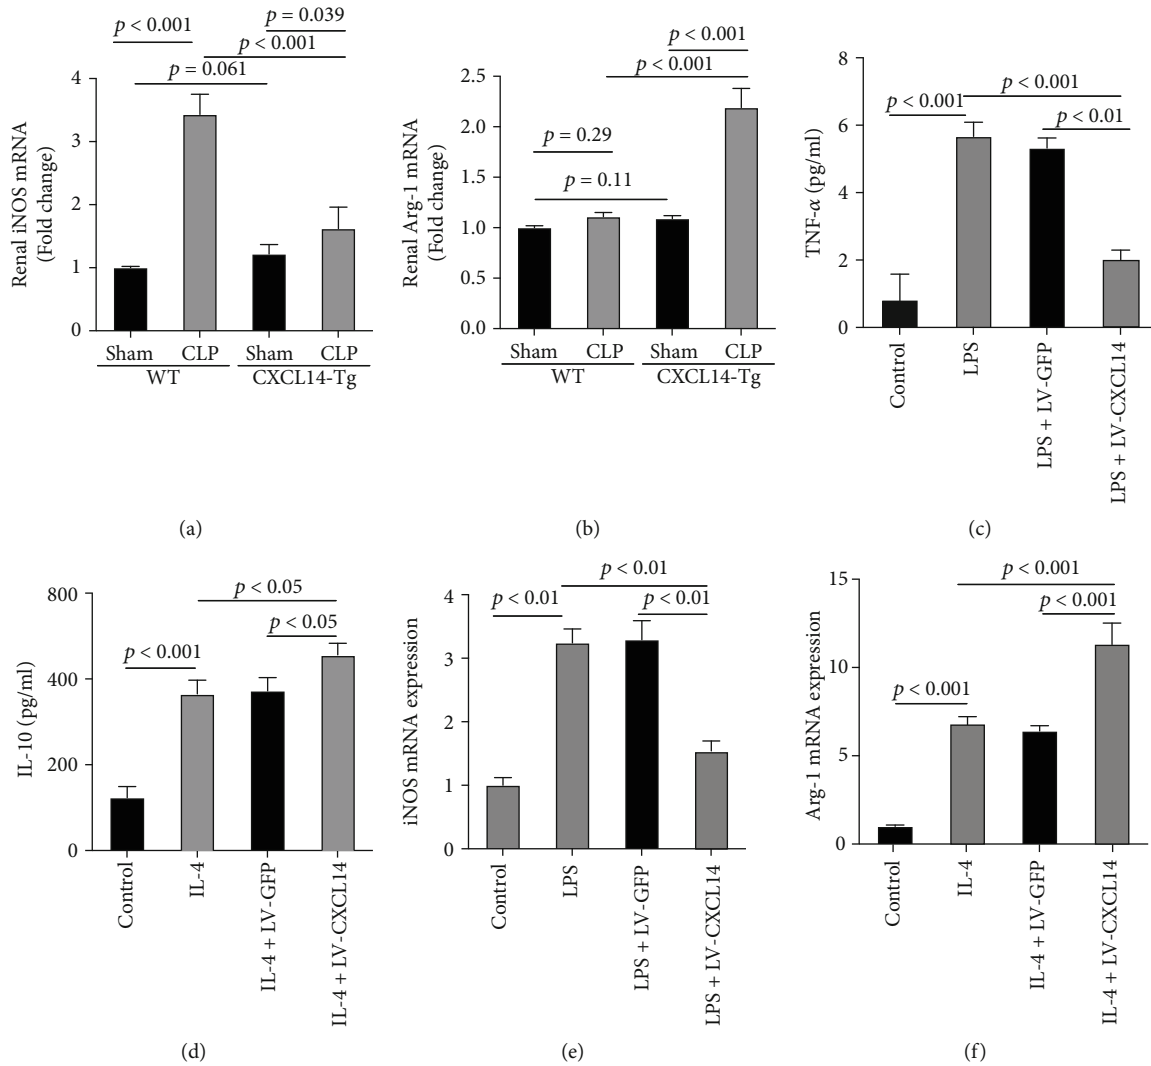 p < 0.001
p = 0.039
p < 0.001
p = 0.061
Renal iNOS mRNA
(Fold change)
4
3
2
1
0
Sham CLP Sham CLP
WT CXCL14-Tg
(a)
p < 0.001
p < 0.001
p = 0.29
p = 0.11
Renal Arg-1 mRNA
(Fold change)
2.5
2.0
1.5
1.0
0.5
0.0
Sham CLP Sham CLP
WT CXCL14-Tg
(b)
p < 0.001
p < 0.001
p < 0.01
TNF-α (pg/ml)
8
6
4
2
0
Control
LPS
LPS + LV-GFP
LPS + LV-CXCL14
(c)
p < 0.05
p < 0.05
p < 0.001
IL-10 (pg/ml)
800
400
200
0
Control
IL-4
IL-4 + LV-GFP
IL-4 + LV-CXCL14
(d)
p < 0.01
p < 0.01
p < 0.01
iNOS mRNA expression
4
3
2
1
0
Control
LPS
LPS + LV-GFP
LPS + LV-CXCL14
(e)
p < 0.001
p < 0.001
p < 0.001
Arg-1 mRNA expression
15
10
5
0
Control
IL-4
IL-4 + LV-GFP
IL-4 + LV-CXCL14
(f)